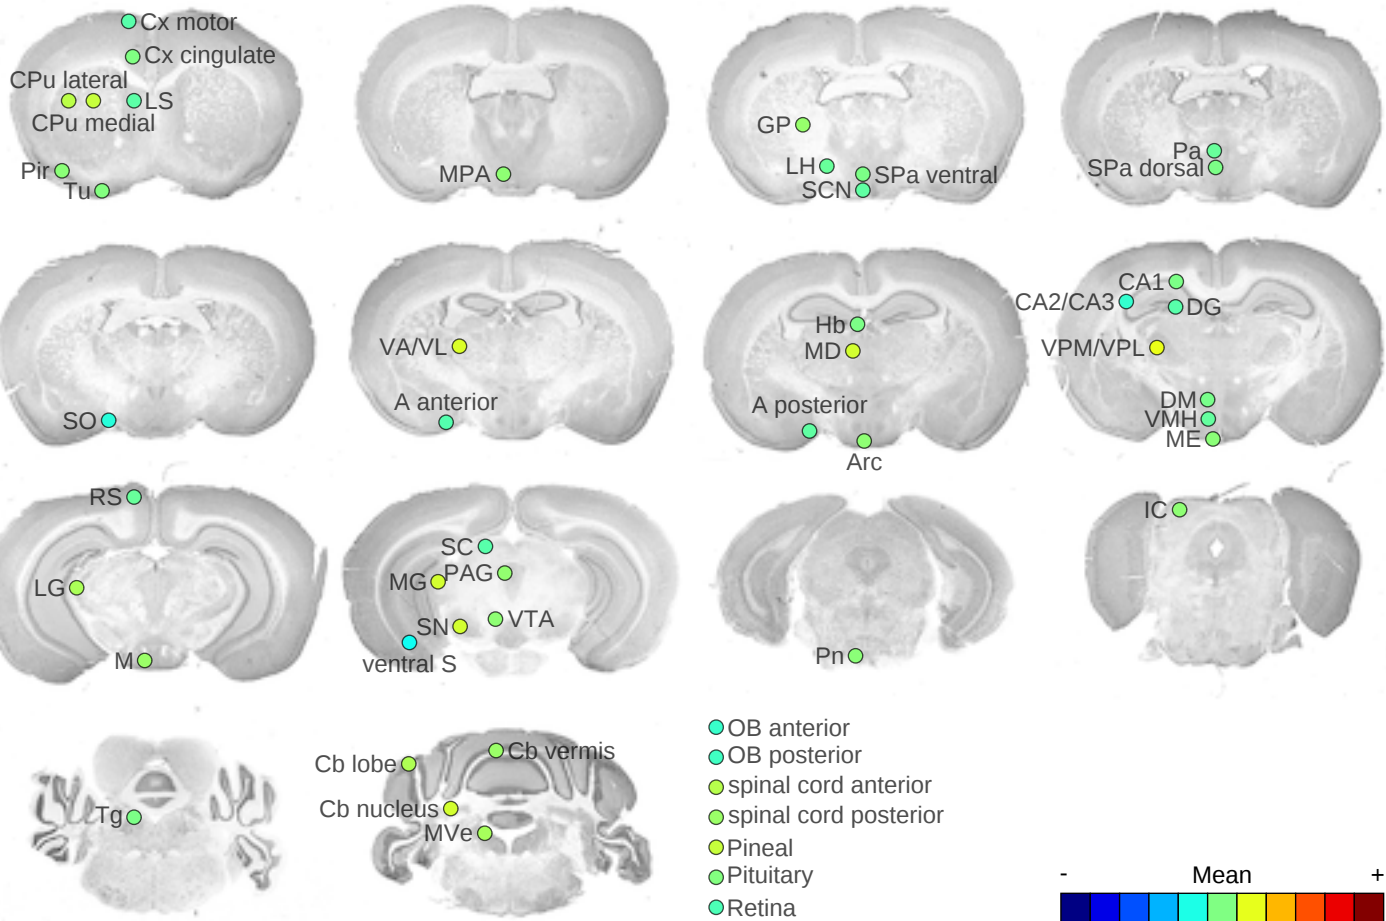 Cx motor
Cx cingulate
CPu lateral
LS
CPu medial
Pir
Tu
MPA
GP
LH
SPa ventral
SCN
Pa
SPa dorsal
SO
VA/VL
A anterior
Hb
MD
A posterior
Arc
CA1
CA2/CA3
DG
VPM/VPL
DM
VMH
ME
RS
LG
M
SC
MG
PAG
SN
VTA
ventral S
Pn
IC
Tg
Cb lobe
Cb vermis
Cb nucleus
MVe
OB anterior
OB posterior
spinal cord anterior
spinal cord posterior
Pineal
Pituitary
Retina
- Mean +